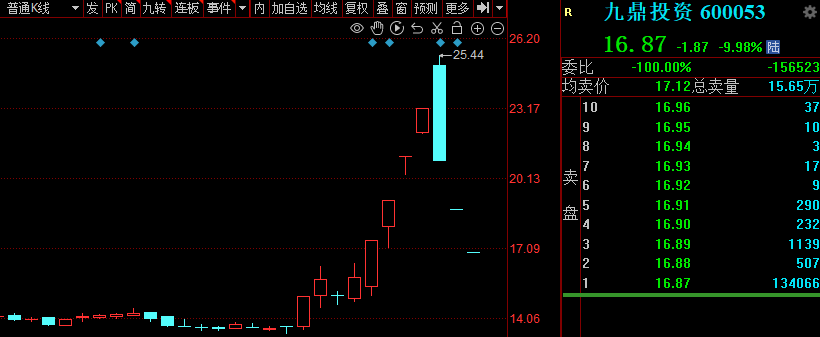 普通K线 发 PK 简 九转 连板 事件 内 加自选 均线 复权 叠 窗 预测 更多
26.20
25.44
23.17
20.13
17.09
14.06
R 九鼎投资 600053
16.87 -1.87 -9.98% 陆
委比 -100.00% -156523
均卖价 17.12 总卖量 15.65万
卖盘
10 16.96 37
9 16.95 10
8 16.94 3
7 16.93 17
6 16.92 9
5 16.91 290
4 16.90 232
3 16.89 1139
2 16.88 507
1 16.87 134066